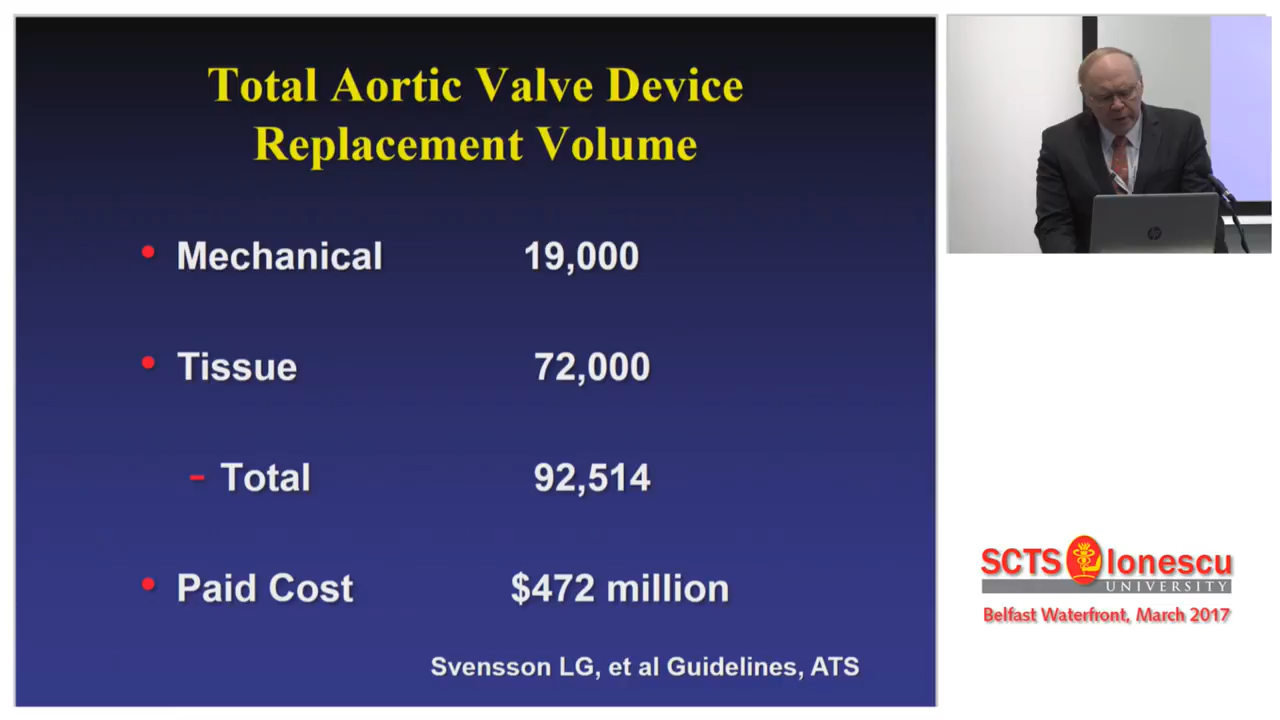 Total Aortic Valve Device
Replacement Volume
• Mechanical 19,000
• Tissue 72,000
- Total 92,514
• Paid Cost $472 million
Svensson LG, et al Guidelines, ATS
hp
SCTS Ionescu
UNIVERSITY
Belfast Waterfront, March 2017